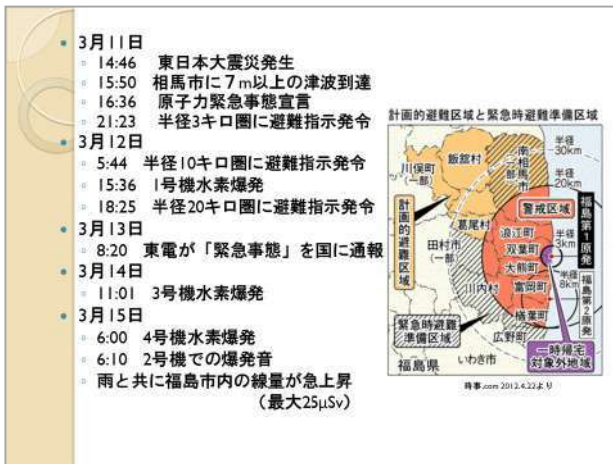 3月11日
14:46 東日本大震災発生
15:50 相馬市に7m以上の津波到達
16:36 原子力緊急事態宣言
21:23 半径3キロ圏に避難指示発令
3月12日
5:44 半径10キロ圏に避難指示発令
15:36 1号機水素爆発
18:25 半径20キロ圏に避難指示発令
3月13日
8:20 東電が「緊急事態」を国に通報
3月14日
11:01 3号機水素爆発
3月15日
6:00 4号機水素爆発
6:10 2号機での爆発音
雨と共に福島市内の線量が急上昇
(最大25μSv)
計画的避難区域と緊急時避難準備区域
飯舘村
川俣町
(一部)
南相馬市
一部
半径
30km
半径
20km
計画的避難区域
葛尾村
警戒区域
浪江町
双葉町
半径
3km
福島第1原発
田村市
(一部)
大熊町
半径
8km
川内村
富岡町
楢葉町
福島第2原発
緊急時避難
準備区域
広野町
一時帰宅
対象外地域
いわき市
福島県
時事.com 2012.4.22より